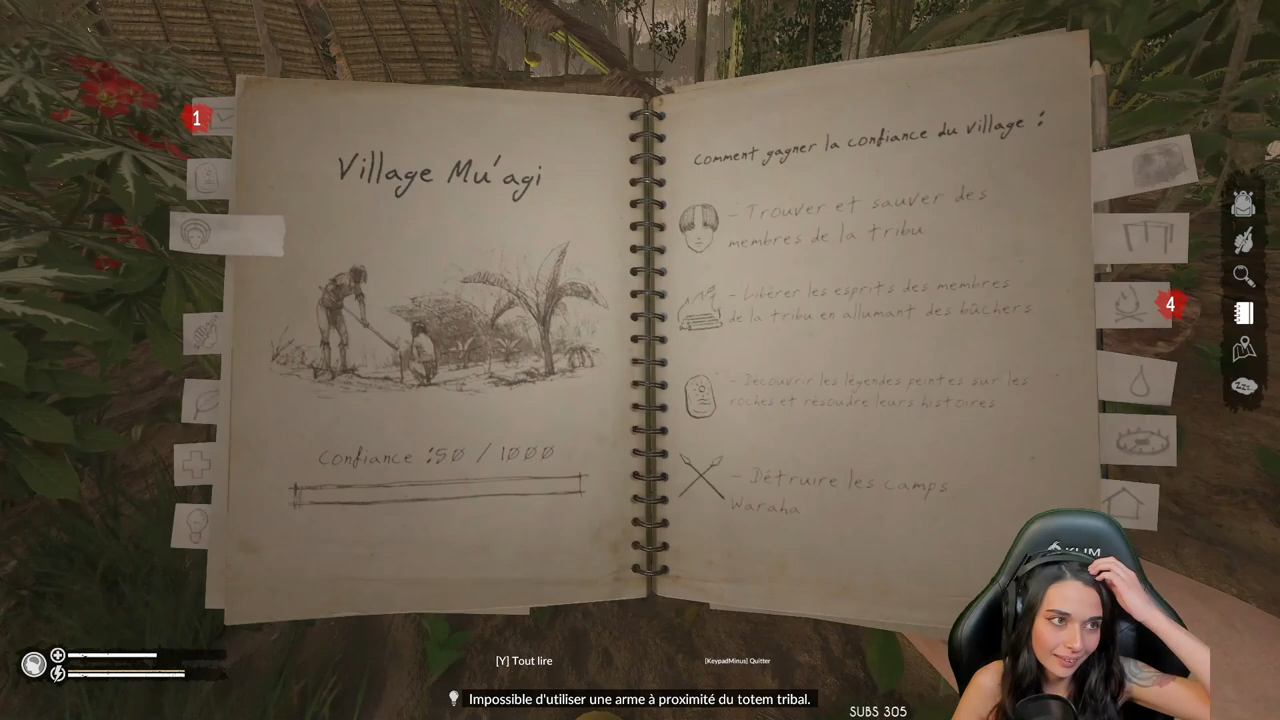 1
Village Mu'agi
Confiance : 50 / 1000
Comment gagner la confiance du village :
- Trouver et sauver des
membres de la tribu
- Libérer les esprits des membres
de la tribu en allumant des bûchers
- Découvrir les légendes peintes sur les
roches et résoudre leurs histoires
- Détruire les camps
Waraha
4
Zzz
KLIM
[Y] Tout lire
[KeypadMinus] Quitter
Impossible d'utiliser une arme à proximité du totem tribal.
SUBS 305